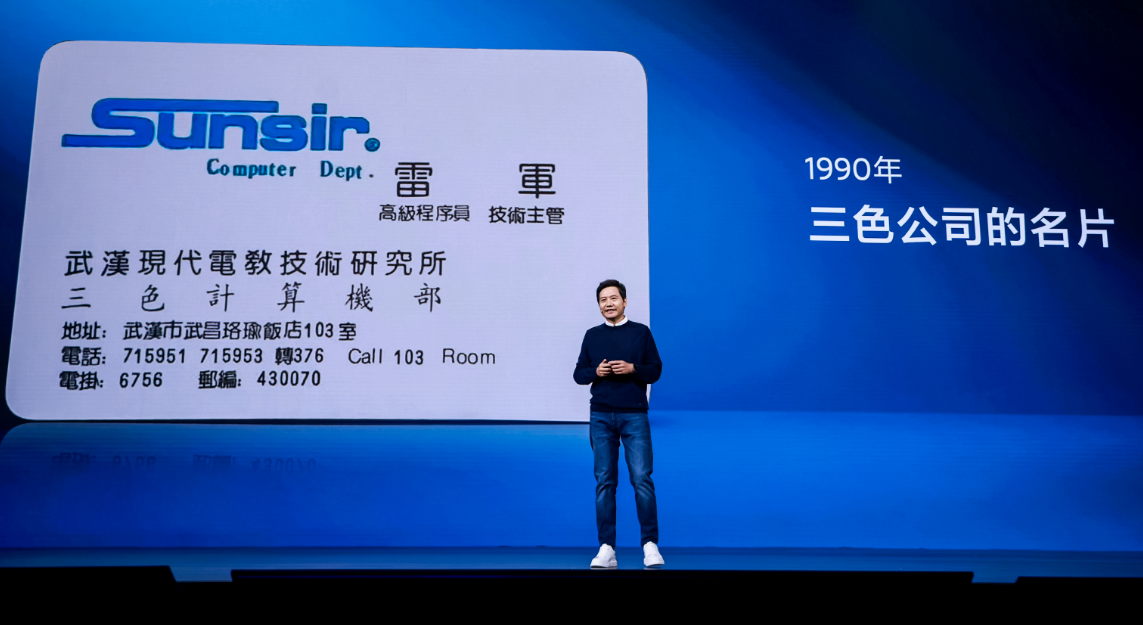 Sunsir.®
Computer Dept.
雷軍
高級程序員 技術主管
武漢現代電教技術研究所
三色計算機部
地址: 武漢市武昌珞瑜飯店103室
電話: 715951 715953 轉376 Call 103 Room
電掛: 6756 郵編: 430070
1990年
三色公司的名片